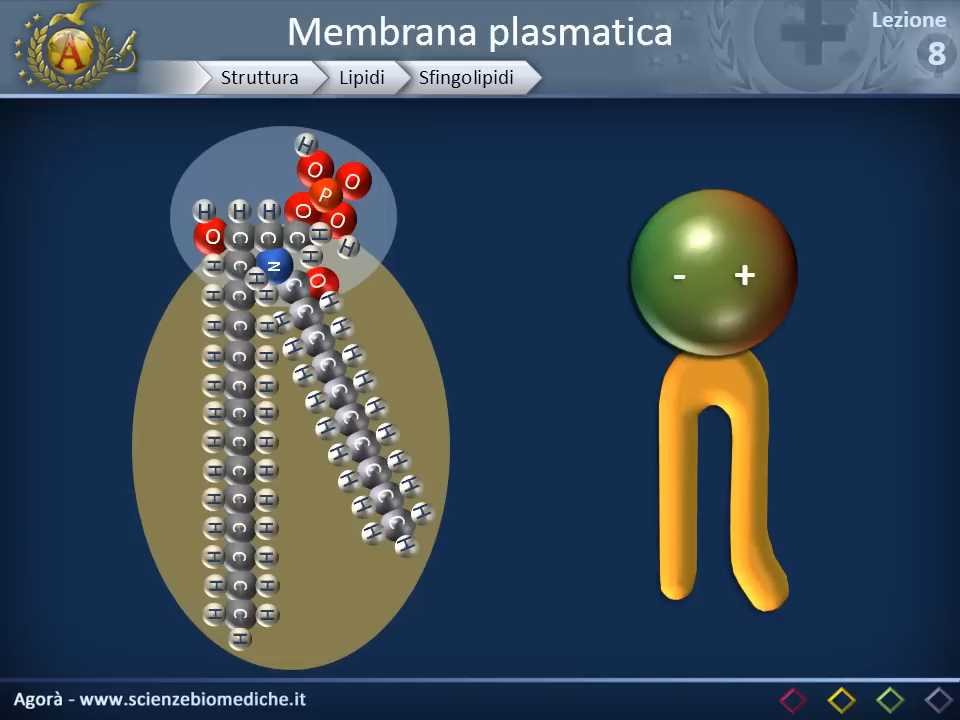 Membrana plasmatica
Lezione
8
A
Struttura Lipidi Sfingolipidi
H
O O
P
H H H O O
O C C C H H
H C N H
H C O
H H C H
H C H H C H
H C H H C H
H C H H C H
H C H H C H
H C H H C H
H C H H C H
H C H H C H
H C H H C H
H C H H C H
H C H H
H C H
H C H
H
- +
Agorà - www.scienzebiomediche.it